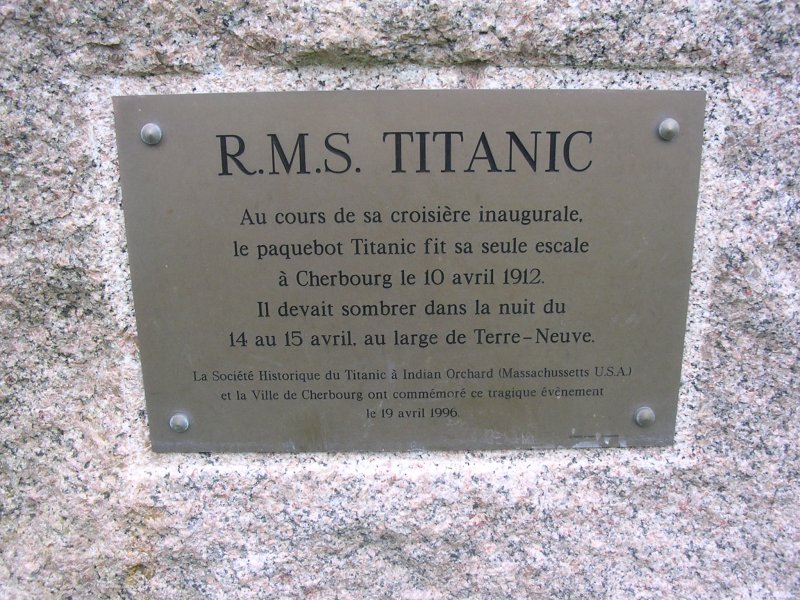 R.M.S. TITANIC
Au cours de sa croisière inaugurale,
le paquebot Titanic fit sa seule escale
à Cherbourg le 10 avril 1912.
Il devait sombrer dans la nuit du
14 au 15 avril, au large de Terre-Neuve.
La Société Historique du Titanic à Indian Orchard (Massachussetts U.S.A.)
et la Ville de Cherbourg ont commémoré ce tragique évènement
le 19 avril 1996.